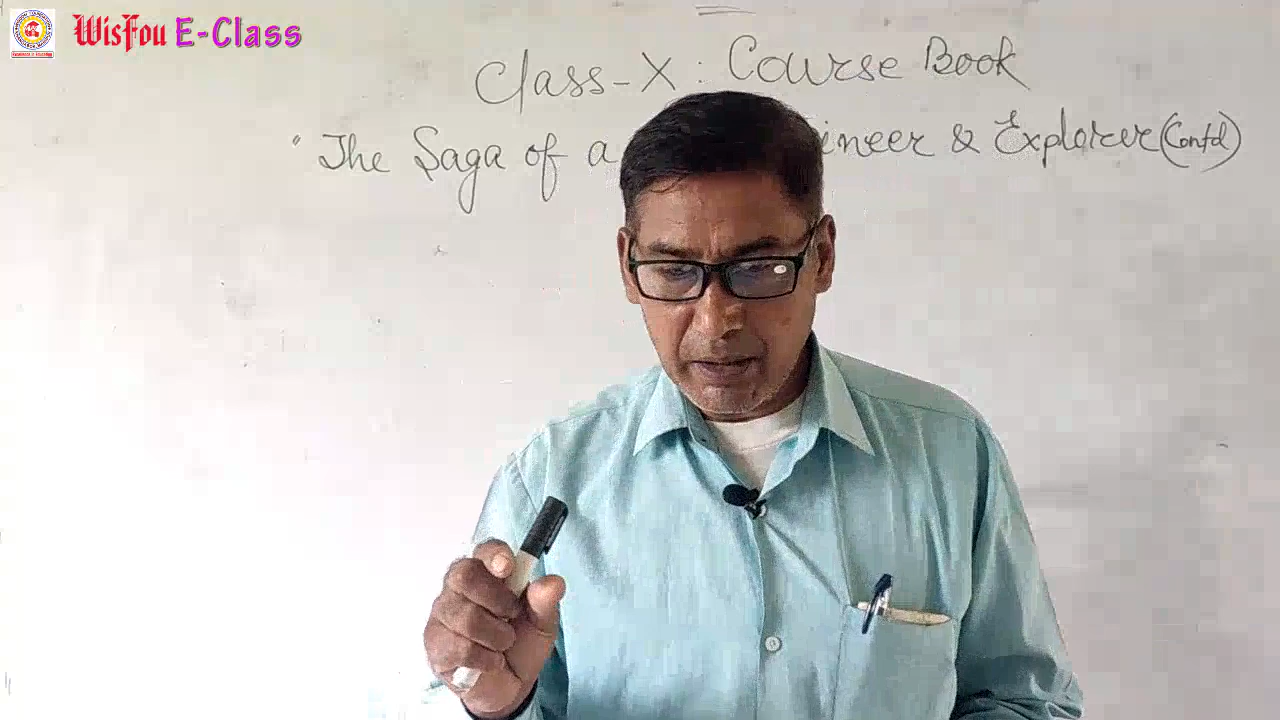 WisFou E-Class
Class-X : Course Book
"The Saga of a ineer & Explorer (Contd)